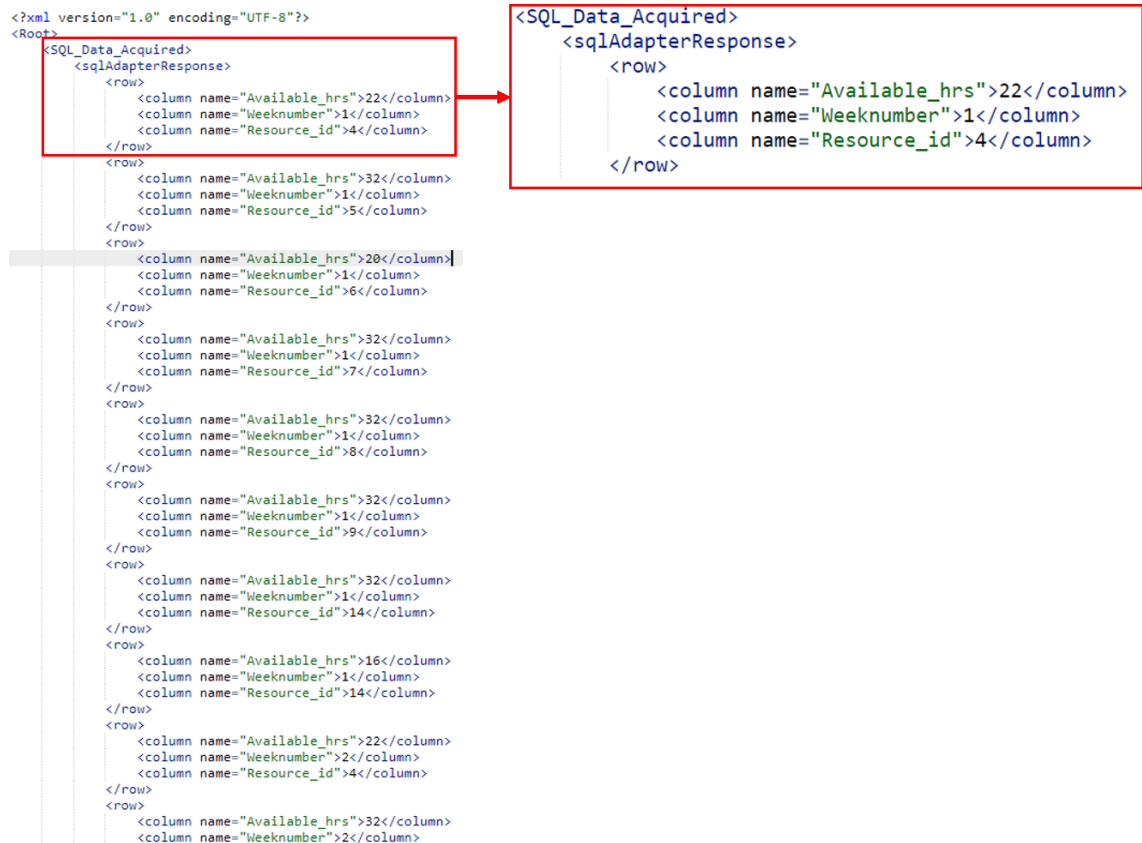 <?xml version="1.0" encoding="UTF-8"?>
<Root>
<SQL_Data_Acquired>
<sqlAdapterResponse>
<row>
<column name="Available_hrs">22</column>
<column name="Weeknumber">1</column>
<column name="Resource_id">4</column>
</row>
<row>
<column name="Available_hrs">32</column>
<column name="Weeknumber">1</column>
<column name="Resource_id">5</column>
</row>
<row>
<column name="Available_hrs">20</column>
<column name="Weeknumber">1</column>
<column name="Resource_id">6</column>
</row>
<row>
<column name="Available_hrs">32</column>
<column name="Weeknumber">1</column>
<column name="Resource_id">7</column>
</row>
<row>
<column name="Available_hrs">32</column>
<column name="Weeknumber">1</column>
<column name="Resource_id">8</column>
</row>
<row>
<column name="Available_hrs">32</column>
<column name="Weeknumber">1</column>
<column name="Resource_id">9</column>
</row>
<row>
<column name="Available_hrs">32</column>
<column name="Weeknumber">1</column>
<column name="Resource_id">14</column>
</row>
<row>
<column name="Available_hrs">16</column>
<column name="Weeknumber">1</column>
<column name="Resource_id">14</column>
</row>
<row>
<column name="Available_hrs">22</column>
<column name="Weeknumber">2</column>
<column name="Resource_id">4</column>
</row>
<row>
<column name="Available_hrs">32</column>
<column name="Weeknumber">2</column>
<SQL_Data_Acquired>
<sqlAdapterResponse>
<row>
<column name="Available_hrs">22</column>
<column name="Weeknumber">1</column>
<column name="Resource_id">4</column>
</row>